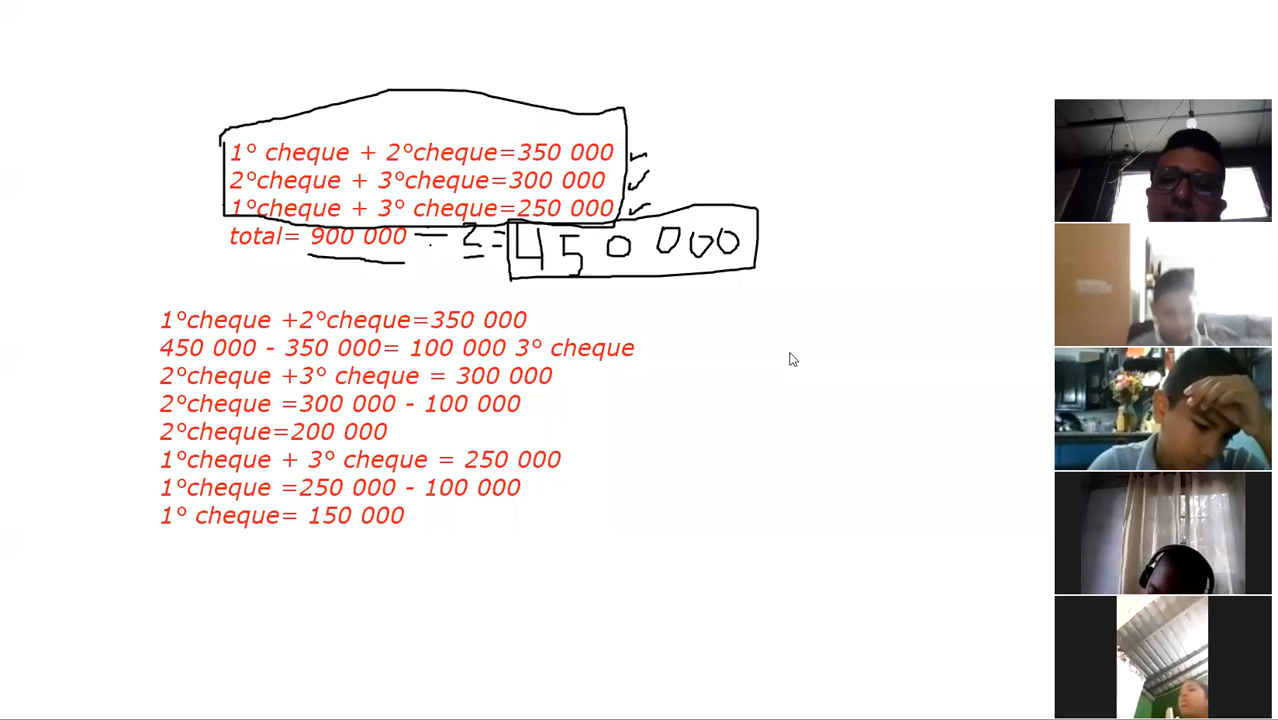 1° cheque + 2°cheque=350 000
2°cheque + 3°cheque=300 000
1°cheque + 3° cheque=250 000
total= 900 000 ÷ 2 = 450 000
1°cheque +2°cheque=350 000
450 000 - 350 000= 100 000 3° cheque
2°cheque +3° cheque = 300 000
2°cheque =300 000 - 100 000
2°cheque=200 000
1°cheque + 3° cheque = 250 000
1°cheque =250 000 - 100 000
1° cheque= 150 000